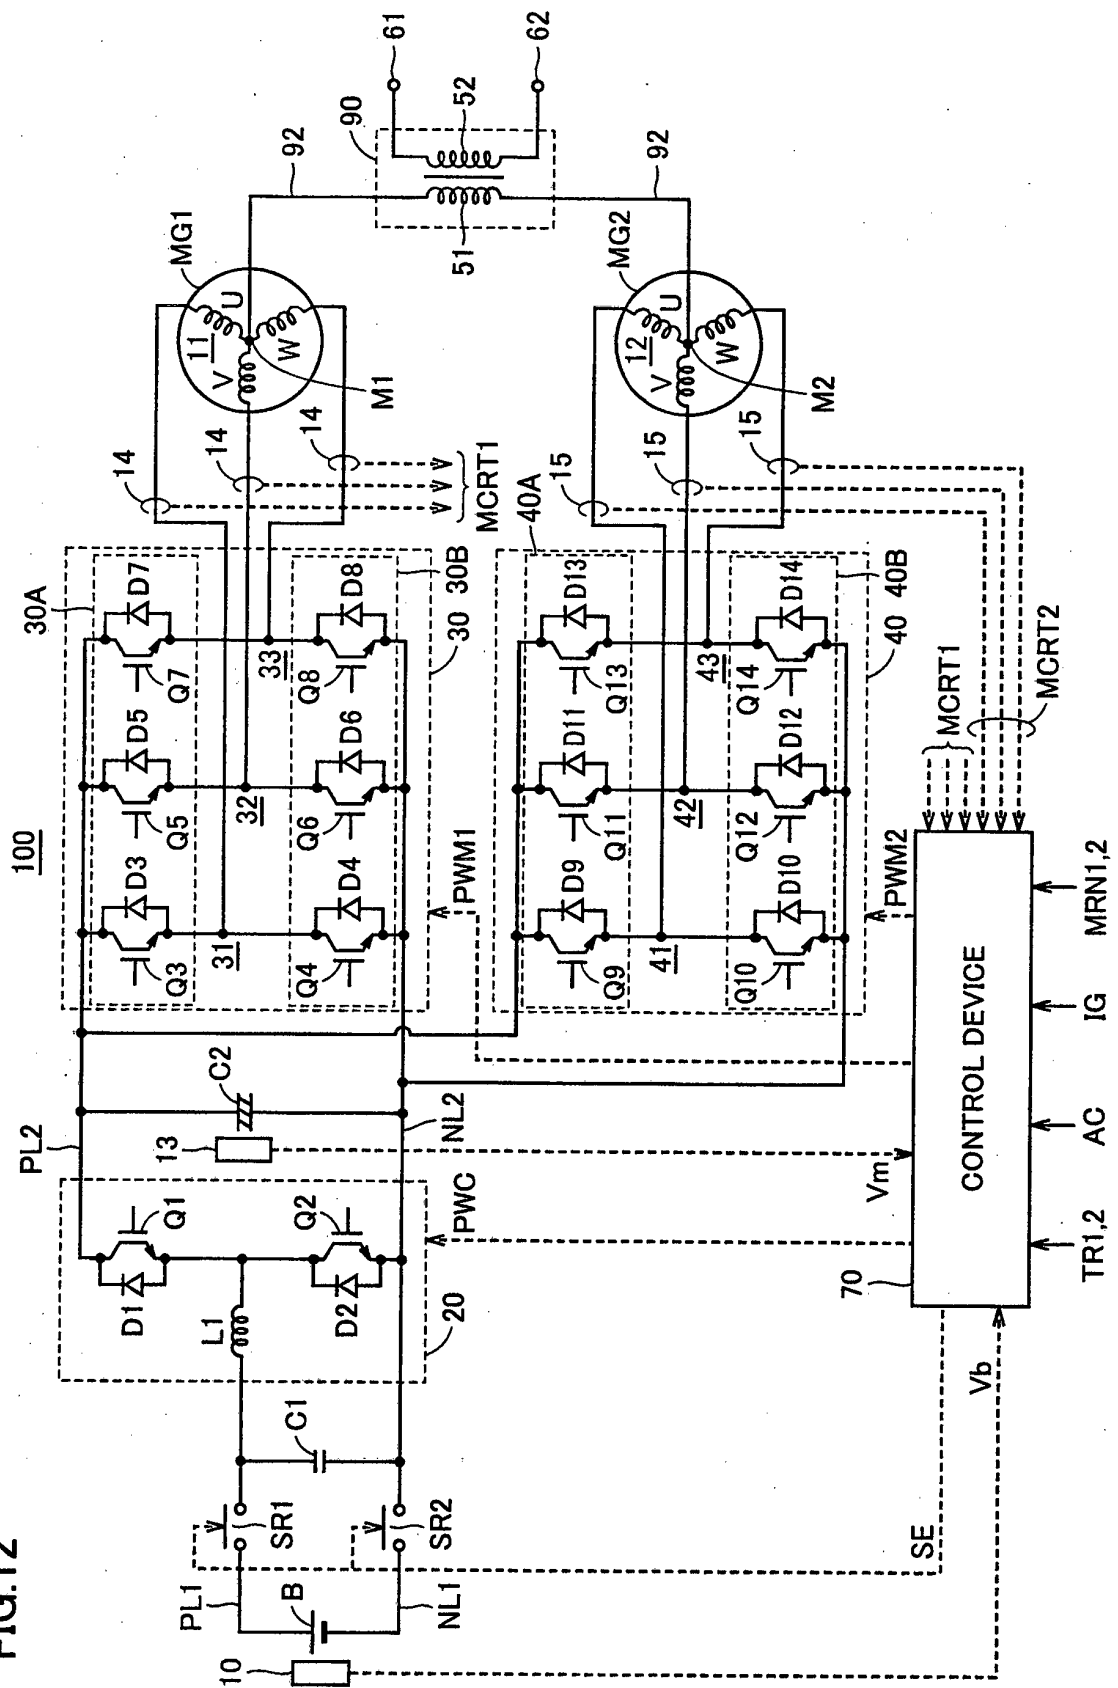 FIG.12
100
PL1
B
NL1
10
SR1
SR2
C1
SE
Vb
PL2
D1
Q1
L1
D2
Q2
20
PWC
13
C2
NL2
Vm
70
CONTROL DEVICE
TR1,2
AC
IG
MRN1,2
30A
Q3
D3
Q5
D5
Q7
D7
31
32
33
Q4
D4
Q6
D6
Q8
D8
30B
30
PWM1
40A
Q9
D9
Q11
D11
Q13
D13
41
42
43
Q10
D10
Q12
D12
Q14
D14
40B
40
PWM2
MCRT1
MCRT2
14
14
14
MCRT1
15
15
15
MG1
U
V
W
11
M1
MG2
U
V
W
12
M2
92
92
90
51
52
61
62